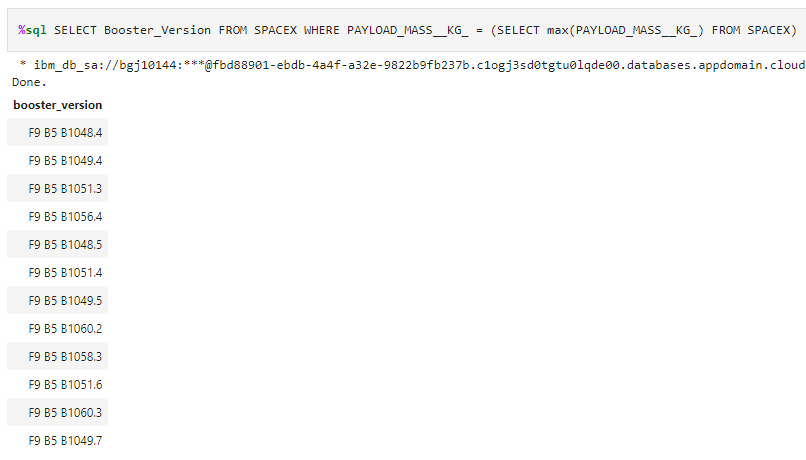 %sql SELECT Booster_Version FROM SPACEX WHERE PAYLOAD_MASS__KG_ = (SELECT max(PAYLOAD_MASS__KG_) FROM SPACEX)
* ibm_db_sa://bgj10144:***@fbd88901-ebdb-4a4f-a32e-9822b9fb237b.c1ogj3sd0tgtu0lqde00.databases.appdomain.cloud
Done.
booster_version
F9 B5 B1048.4
F9 B5 B1049.4
F9 B5 B1051.3
F9 B5 B1056.4
F9 B5 B1048.5
F9 B5 B1051.4
F9 B5 B1049.5
F9 B5 B1060.2
F9 B5 B1058.3
F9 B5 B1051.6
F9 B5 B1060.3
F9 B5 B1049.7